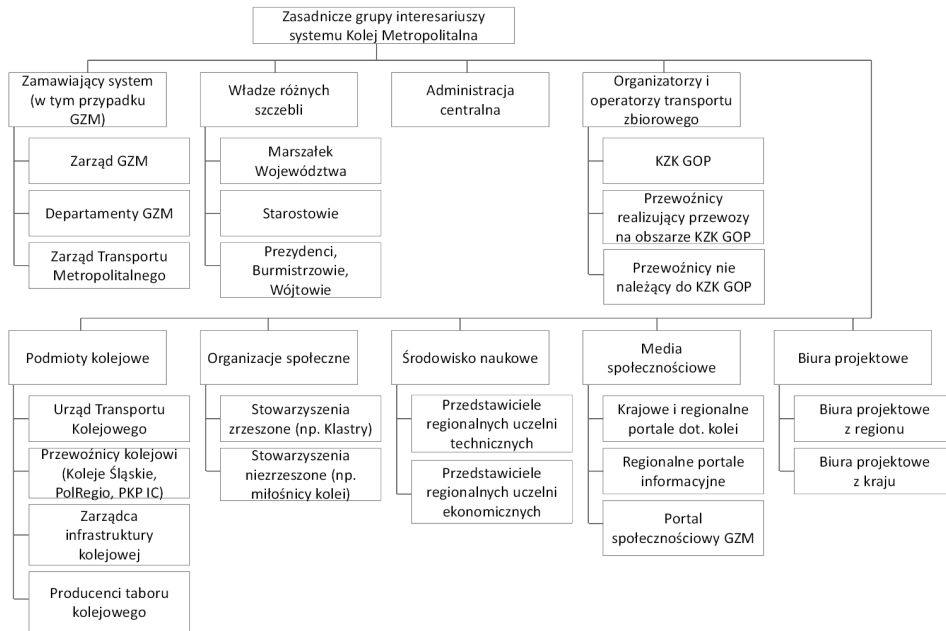 Zasadnicze grupy interesariuszy
systemu Kolej Metropolitalna
Zamawiający system
(w tym przypadku
GZM)
Zarząd GZM
Departamenty GZM
Zarząd Transportu
Metropolitalnego
Władze różnych
szczebli
Marszałek
Województwa
Starostowie
Prezydenci,
Burmistrzowie,
Wójtowie
Administracja
centralna
Organizatorzy i
operatorzy transportu
zbiorowego
KZK GOP
Przewoźnicy
realizujący przewozy
na obszarze KZK GOP
Przewoźnicy nie
należący do KZK GOP
Podmioty kolejowe
Urząd Transportu
Kolejowego
Przewoźnicy kolejowi
(Koleje Śląskie,
PolRegio, PKP IC)
Zarządca
infrastruktury
kolejowej
Producenci taboru
kolejowego
Organizacje społeczne
Stowarzyszenia
zrzeszone (np. Klastry)
Stowarzyszenia
niezrzeszone (np.
miłośnicy kolei)
Środowisko naukowe
Przedstawiciele
regionalnych uczelni
technicznych
Przedstawiciele
regionalnych uczelni
ekonomicznych
Media
społecznościowe
Krajowe i regionalne
portale dot. kolei
Regionalne portale
informacyjne
Portal
społecznościowy GZM
Biura projektowe
Biura projektowe
z regionu
Biura projektowe
z kraju